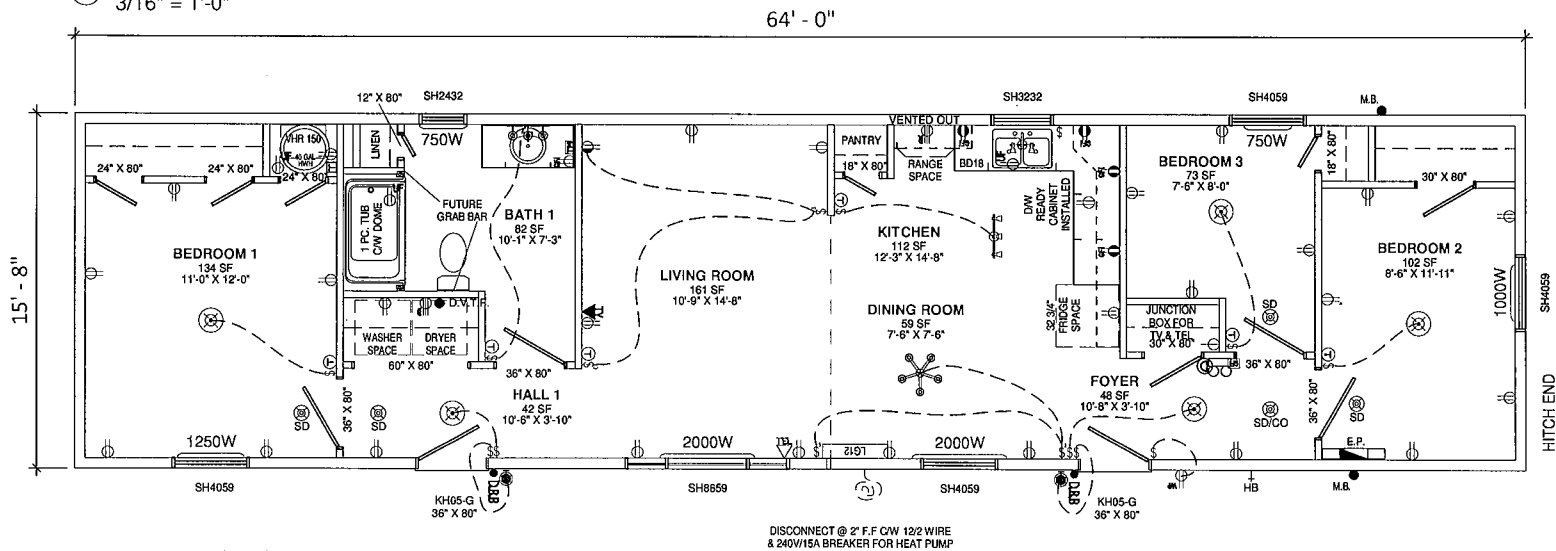 3/16" = 1'-0"
64' - 0"
15' - 8"
12" X 80"
SH2432
SH3232
SH4059
M.B.
750W
VENTED OUT
750W
VHR 150
40 GAL
HWH
LINEN
PANTRY
18" X 80"
RANGE
SPACE
BD18
BEDROOM 3
73 SF
7'-6" X 8'-0"
18" X 80"
24" X 80"
24" X 80"
24" X 80"
30" X 80"
1 PC. TUB
C/W DOME
FUTURE
GRAB BAR
BATH 1
82 SF
10'-1" X 7'-3"
D/W
READY
CABINET
INSTALLED
KITCHEN
112 SF
12'-3" X 14'-8"
BEDROOM 1
134 SF
11'-0" X 12'-0"
LIVING ROOM
161 SF
10'-9" X 14'-8"
BEDROOM 2
102 SF
8'-6" X 11'-11"
1000W
SH4059
D.V.T.F.
TV
WASHER
SPACE
DRYER
SPACE
60" X 80"
DINING ROOM
59 SF
7'-6" X 7'-6"
32 3/4"
FRIDGE
SPACE
JUNCTION
BOX FOR
TV & TEL
30" X 80"
SD
36" X 80"
36" X 80"
HALL 1
42 SF
10'-6" X 3'-10"
FOYER
48 SF
10'-8" X 3'-10"
36" X 80"
36" X 80"
SD
SD
SD/CO
SD
HITCH END
1250W
2000W
LG12
2000W
E.P.
SH4059
KH05-G
36" X 80"
D.B.
SH8659
SH4059
D.B.
KH05-G
36" X 80"
WP
HB
M.B.
DISCONNECT @ 2" F.F C/W 12/2 WIRE
& 240V/15A BREAKER FOR HEAT PUMP